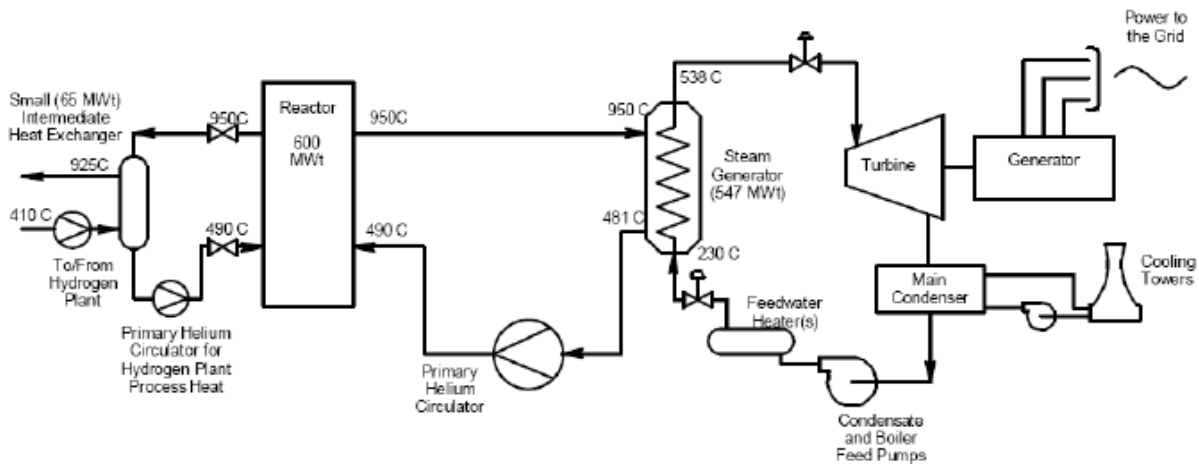 Power to
the Grid
Small (65 MWt)
Intermediate
Heat Exchanger
950C
Reactor
600
MWt
950C
950 C
538 C
Steam
Generator
(547 MWt)
Turbine
Generator
925C
410 C
490 C
490 C
481 C
230 C
To/From
Hydrogen
Plant
Primary Helium
Circulator for
Hydrogen Plant
Process Heat
Primary
Helium
Circulator
Feedwater
Heater(s)
Main
Condenser
Cooling
Towers
Condensate
and Boiler
Feed Pumps